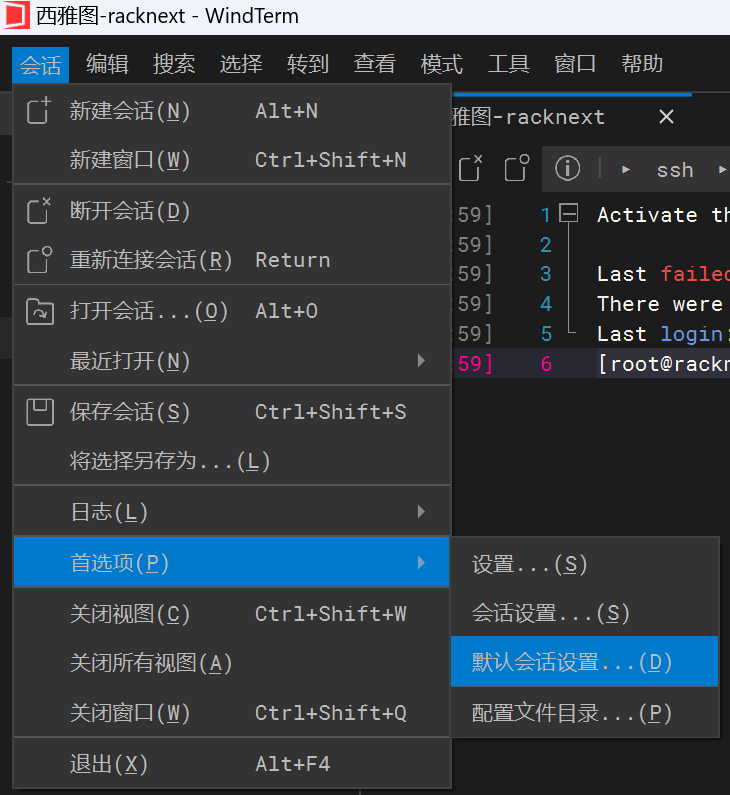 西雅图-racknext - WindTerm
会话 编辑 搜索 选择 转到 查看 模式 工具 窗口 帮助
新建会话(N) Alt+N
新建窗口(W) Ctrl+Shift+N
断开会话(D)
重新连接会话(R) Return
打开会话...(O) Alt+O
最近打开(N)
保存会话(S) Ctrl+Shift+S
将选择另存为...(L)
日志(L)
首选项(P)
关闭视图(C) Ctrl+Shift+W
关闭所有视图(A)
关闭窗口(W) Ctrl+Shift+Q
退出(X) Alt+F4
设置...(S)
会话设置...(S)
默认会话设置...(D)
配置文件目录...(P)
雅图-racknext
ssh
:59] 1 Activate th
:59] 2
:59] 3 Last failed
:59] 4 There were
:59] 5 Last login:
:59] 6 [root@rackn